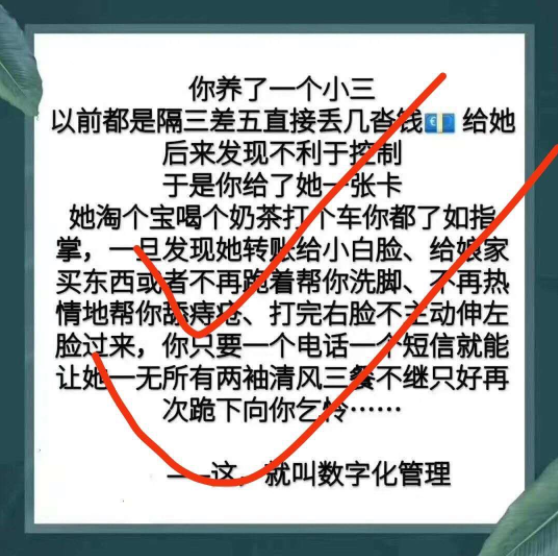 你养了一个小三
以前都是隔三差五直接丢几沓钱💶 给她
后来发现不利于控制
于是你给了她一张卡
她淘个宝喝个奶茶打个车你都了如指
掌，一旦发现她转账给小白脸、给娘家
买东西或者不再跪着帮你洗脚、不再热
情地帮你舔痔疮、打完右脸不主动伸左
脸过来，你只要一个电话一个短信就能
让她一无所有两袖清风三餐不继只好再
次跪下向你乞怜……
——这，就叫数字化管理